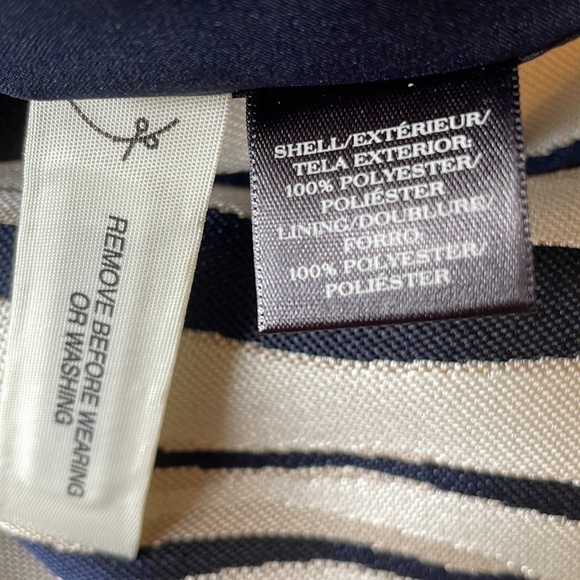 REMOVE BEFORE WEARING
OR WASHING
SHELL/EXTÉRIEUR/
TELA EXTERIOR:
100% POLYESTER/
POLIÉSTER
LINING/DOUBLURE/
FORRO,
100% POLYESTER/
POLIÉSTER